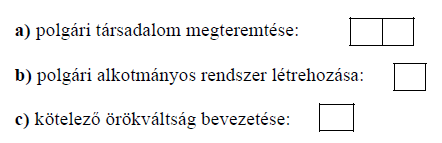 a) polgári társadalom megteremtése:
b) polgári alkotmányos rendszer létrehozása:
c) kötelező örökváltság bevezetése: